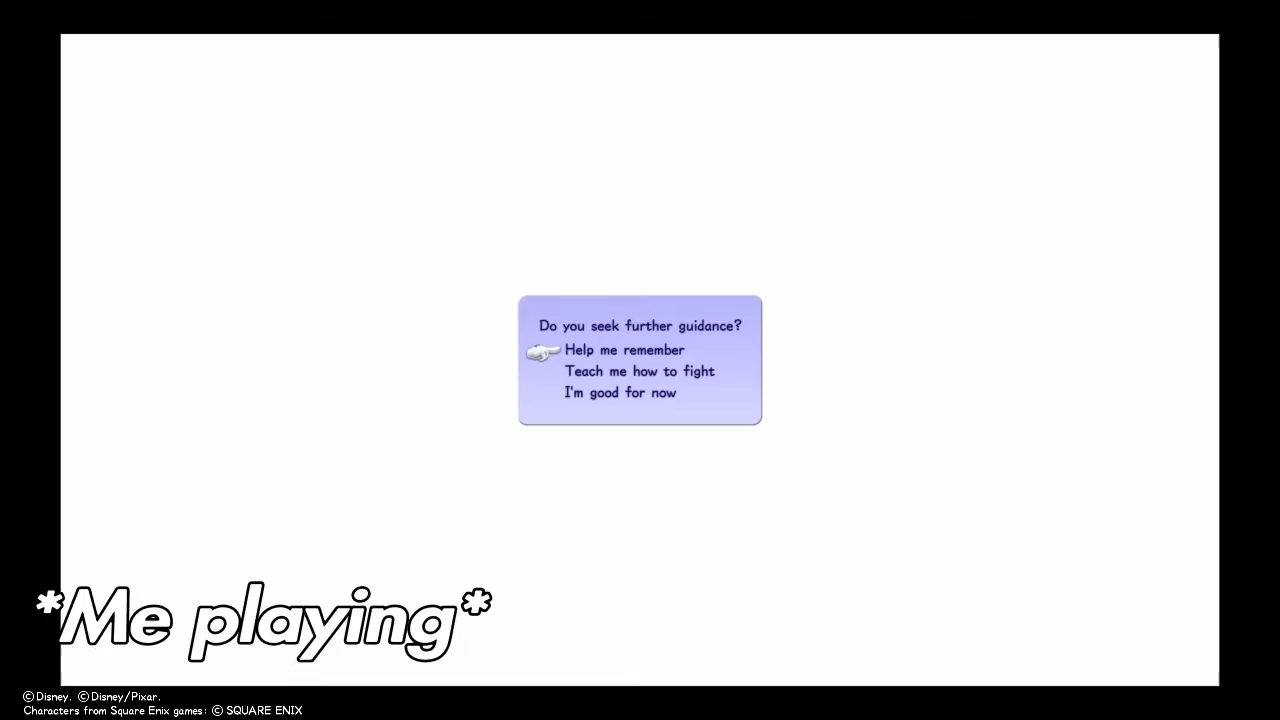 Do you seek further guidance?
Help me remember
Teach me how to fight
I'm good for now
*Me playing*
©Disney. ©Disney/Pixar.
Characters from Square Enix games: © SQUARE ENIX